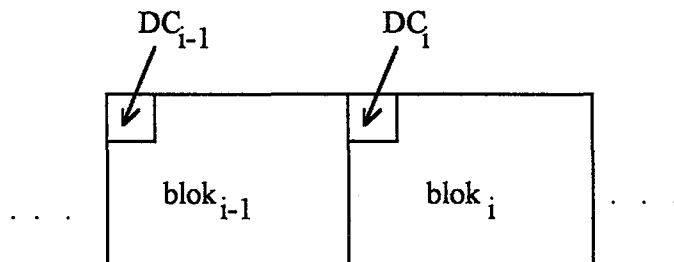 DC_{i-1} DC_i
. . . blok_{i-1} blok_i . . .